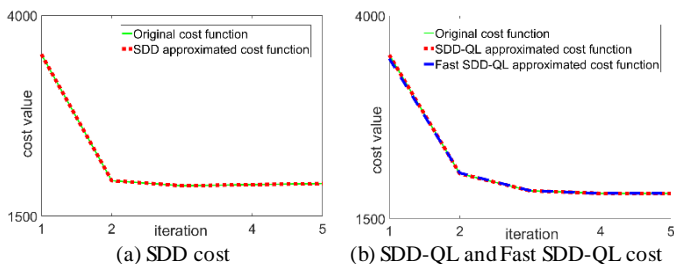 4000
Original cost function
SDD approximated cost function
cost value
1500
1 2 iteration 4 5
(a) SDD cost
4000
Original cost function
SDD-QL approximated cost function
Fast SDD-QL approximated cost function
cost value
1500
1 2 iteration 4 5
(b) SDD-QL and Fast SDD-QL cost